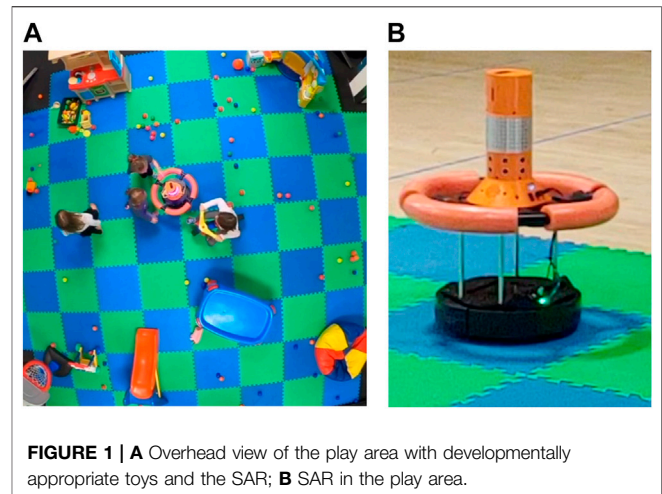 A
B
FIGURE 1 | A Overhead view of the play area with developmentally
appropriate toys and the SAR; B SAR in the play area.